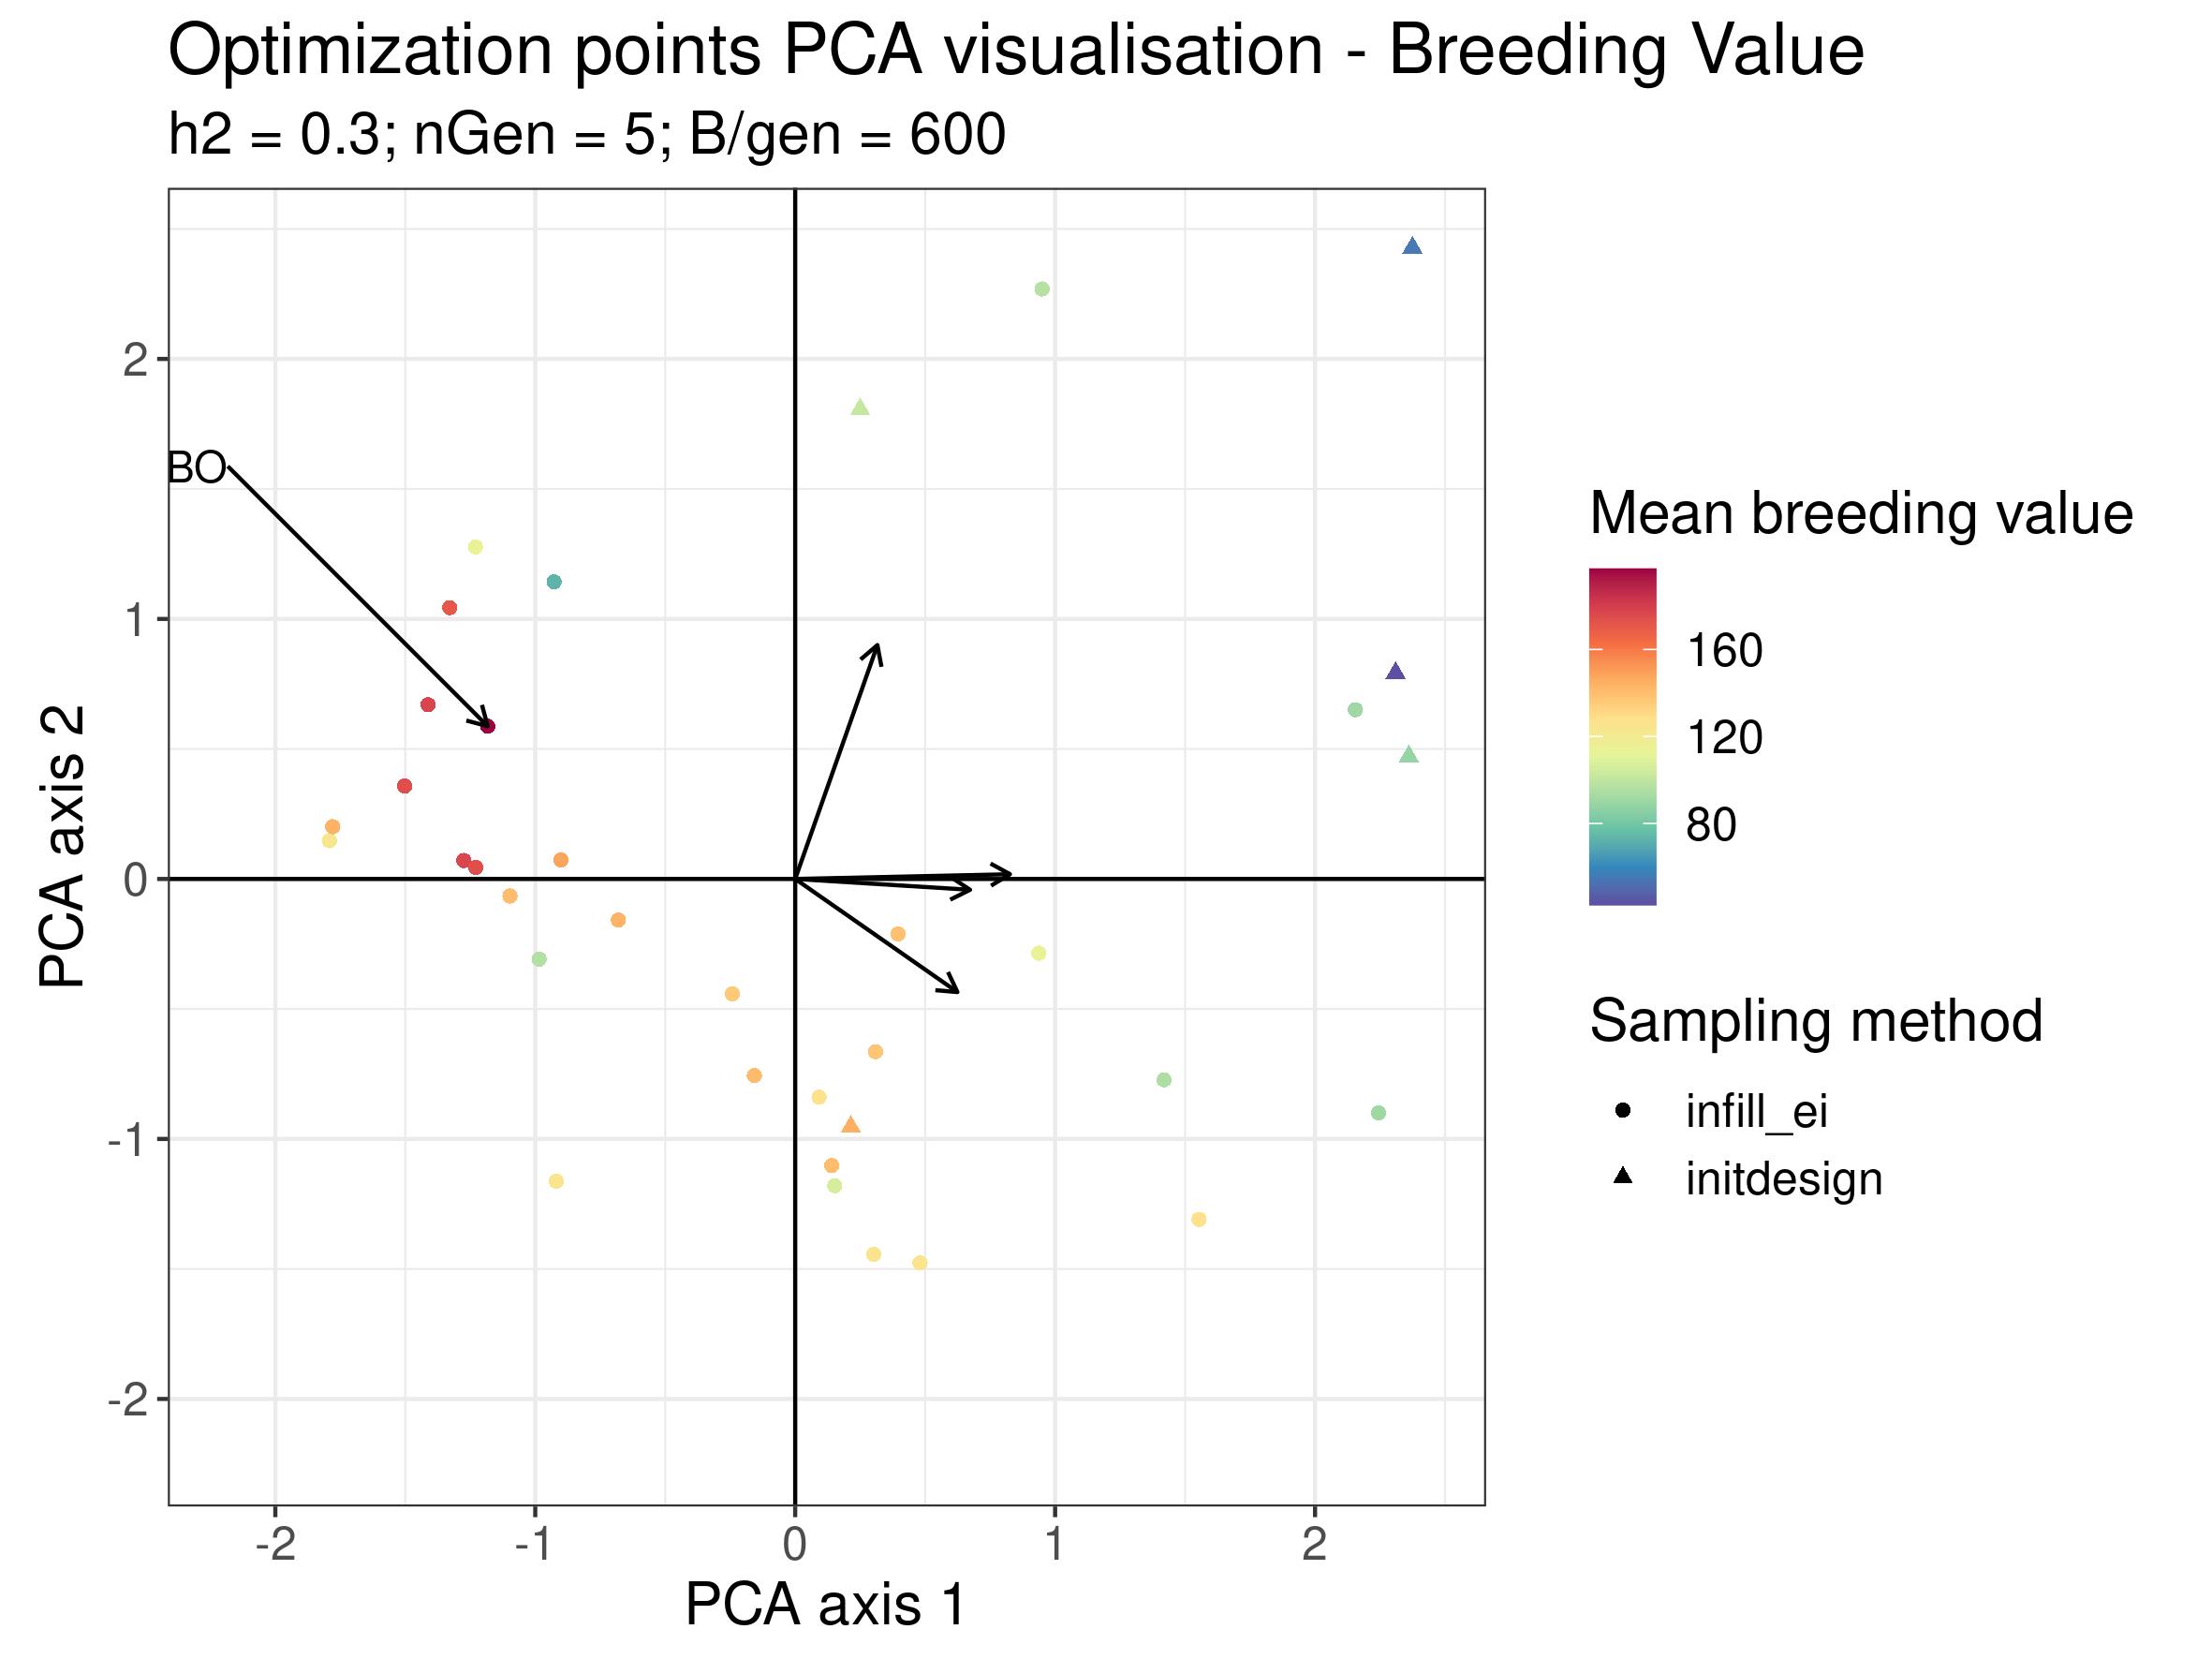 Optimization points PCA visualisation - Breeding Value
h2 = 0.3; nGen = 5; B/gen = 600
BO
2
1
0
-1
-2
PCA axis 2
-2
-1
0
1
2
PCA axis 1
Mean breeding value
160
120
80
Sampling method
infill_ei
initdesign